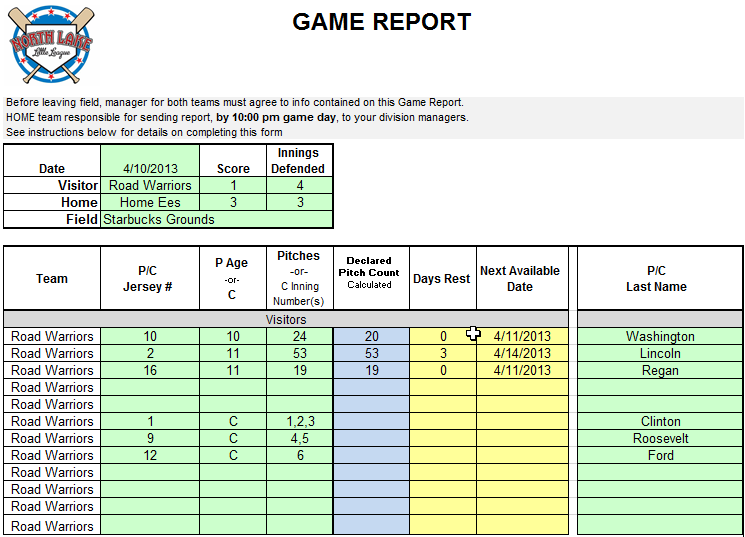 NORTH LAKE
Little League
GAME REPORT
Before leaving field, manager for both teams must agree to info contained on this Game Report.
HOME team responsible for sending report, by 10:00 pm game day, to your division managers.
See instructions below for details on completing this form
Date 4/10/2013 Score Innings Defended
Visitor Road Warriors 1 4
Home Home Ees 3 3
Field Starbucks Grounds
Team P/C Jersey # P Age -or- C Pitches -or- C Inning Number(s) Declared Pitch Count Calculated Days Rest Next Available Date P/C Last Name
Visitors
Road Warriors 10 10 24 20 0 4/11/2013 Washington
Road Warriors 2 11 53 53 3 4/14/2013 Lincoln
Road Warriors 16 11 19 19 0 4/11/2013 Regan
Road Warriors
Road Warriors
Road Warriors 1 C 1,2,3 Clinton
Road Warriors 9 C 4,5 Roosevelt
Road Warriors 12 C 6 Ford
Road Warriors
Road Warriors
Road Warriors
Road Warriors